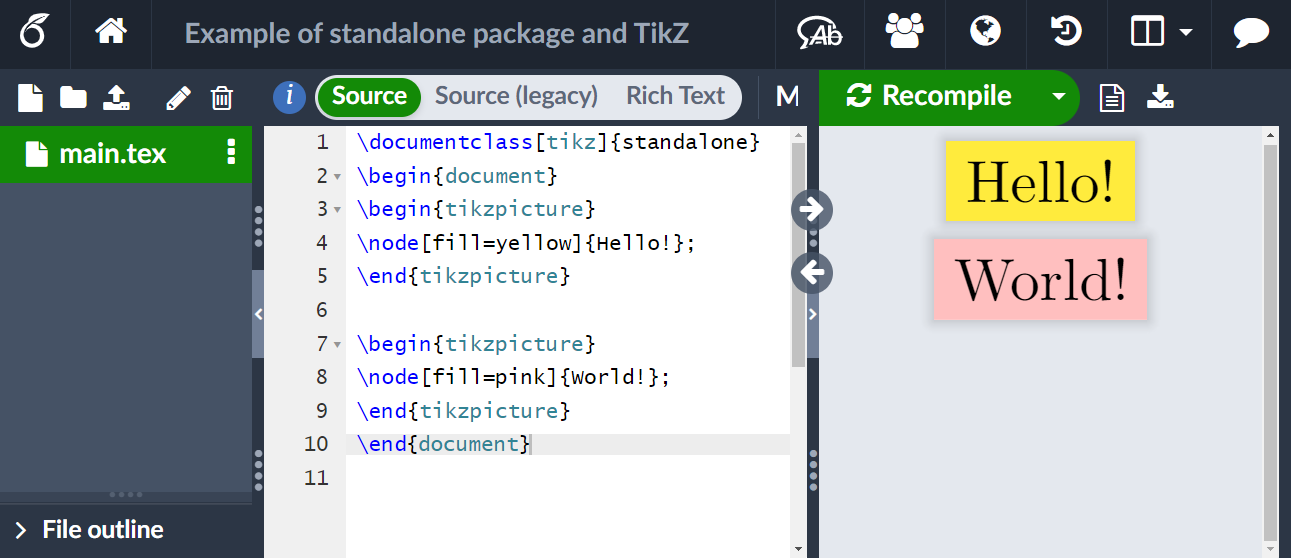 Example of standalone package and TikZ
Ab
i
Source Source (legacy) Rich Text M
Recompile
main.tex
1 \documentclass[tikz]{standalone}
2 \begin{document}
3 \begin{tikzpicture}
4 \node[fill=yellow]{Hello!};
5 \end{tikzpicture}
6
7 \begin{tikzpicture}
8 \node[fill=pink]{World!};
9 \end{tikzpicture}
10 \end{document}
11
File outline
Hello!
World!